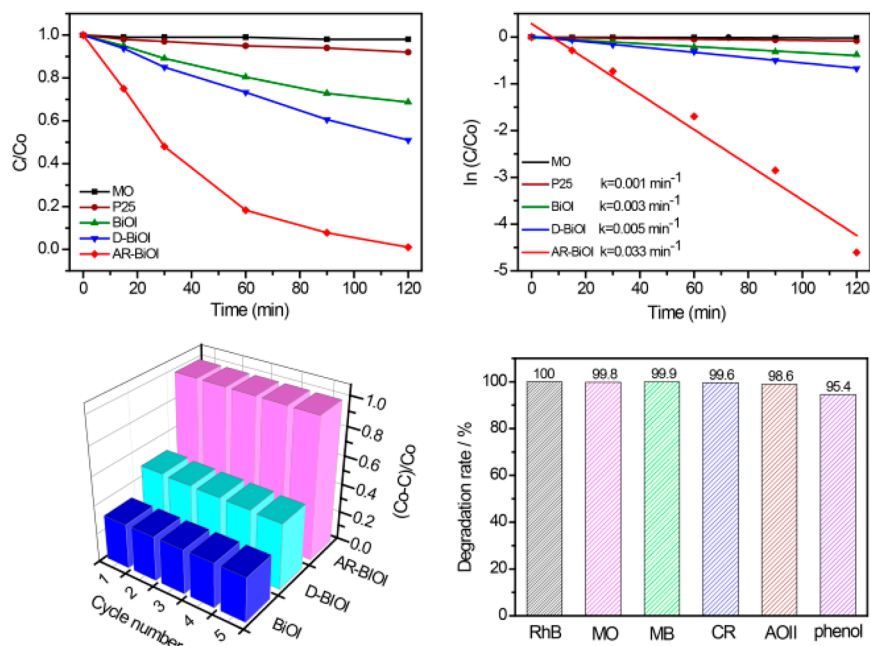 1.0
0.8
0.6
0.4
0.2
0.0
C/Co
MO
P25
BiOI
D-BiOI
AR-BiOI
0 20 40 60 80 100 120
Time (min)
0
-1
-2
-3
-4
-5
ln (C/Co)
MO
P25 k=0.001 min⁻¹
BiOI k=0.003 min⁻¹
D-BiOI k=0.005 min⁻¹
AR-BiOI k=0.033 min⁻¹
0 20 40 60 80 100 120
Time (min)
1.0
0.8
0.6
0.4
0.2
0.0
(Co-C)/Co
AR-BIOI
D-BIOI
BiOI
1 2 3 4 5
Cycle number
100
80
60
40
20
0
Degradation rate / %
100 99.8 99.9 99.6 98.6 95.4
RhB MO MB CR AOII phenol